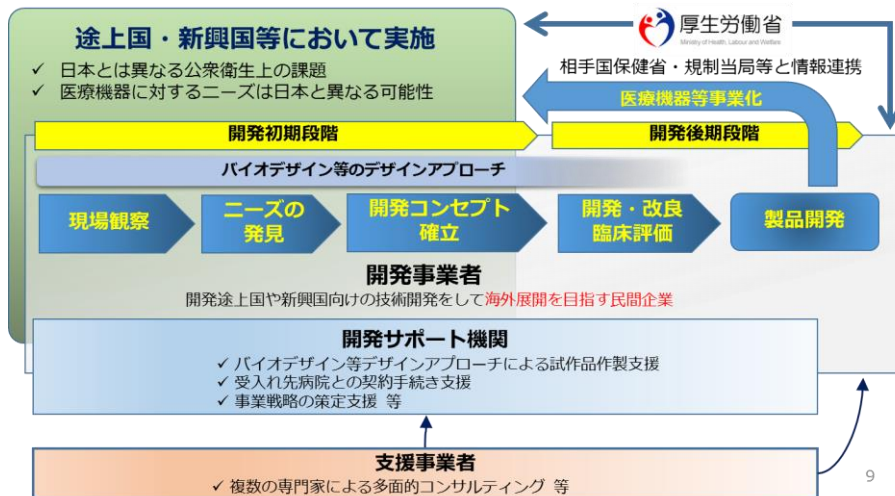 途上国・新興国等において実施
✓ 日本とは異なる公衆衛生上の課題
✓ 医療機器に対するニーズは日本と異なる可能性
厚生労働省
Ministry of Health, Labour and Welfare
相手国保健省・規制当局等と情報連携
医療機器等事業化
開発初期段階
開発後期段階
バイオデザイン等のデザインアプローチ
現場観察
ニーズの
発見
開発コンセプト
確立
開発・改良
臨床評価
製品開発
開発事業者
開発途上国や新興国向けの技術開発をして海外展開を目指す民間企業
開発サポート機関
✓ バイオデザイン等デザインアプローチによる試作品作製支援
✓ 受入れ先病院との契約手続き支援
✓ 事業戦略の策定支援 等
支援事業者
✓ 複数の専門家による多面的コンサルティング 等
9